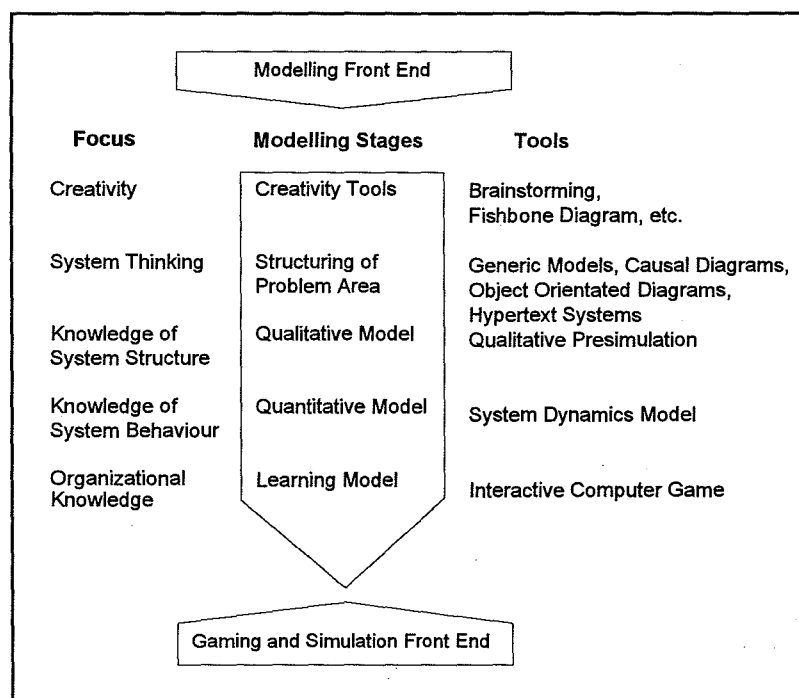 Modelling Front End
Focus
Modelling Stages
Tools
Creativity
Creativity Tools
Brainstorming,
Fishbone Diagram, etc.
System Thinking
Structuring of
Problem Area
Generic Models, Causal Diagrams,
Object Orientated Diagrams,
Hypertext Systems
Knowledge of
System Structure
Qualitative Model
Qualitative Presimulation
Knowledge of
System Behaviour
Quantitative Model
System Dynamics Model
Organizational
Knowledge
Learning Model
Interactive Computer Game
Gaming and Simulation Front End